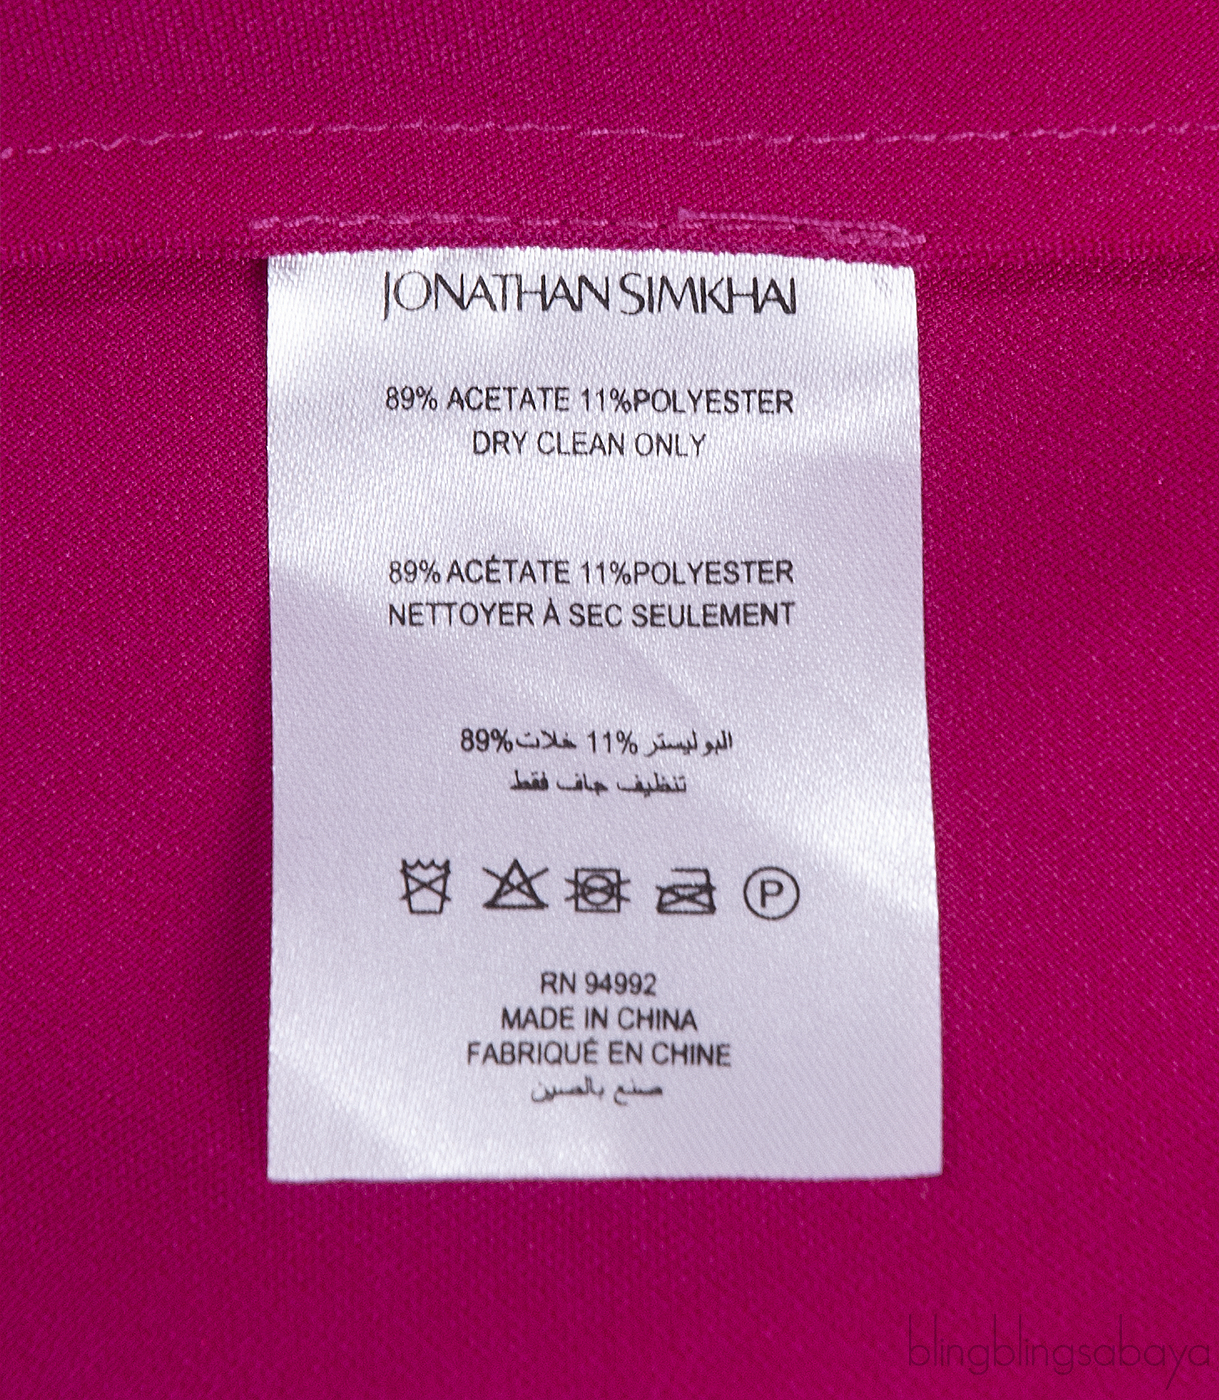 JONATHAN SIMKHAI
89% ACETATE 11%POLYESTER
DRY CLEAN ONLY
89% ACÉTATE 11%POLYESTER
NETTOYER À SEC SEULEMENT
البوليستر 11% خلات 89%
تنظيف جاف فقط
P
RN 94992
MADE IN CHINA
FABRIQUÉ EN CHINE
صنع بالصين
blingblingsabaya